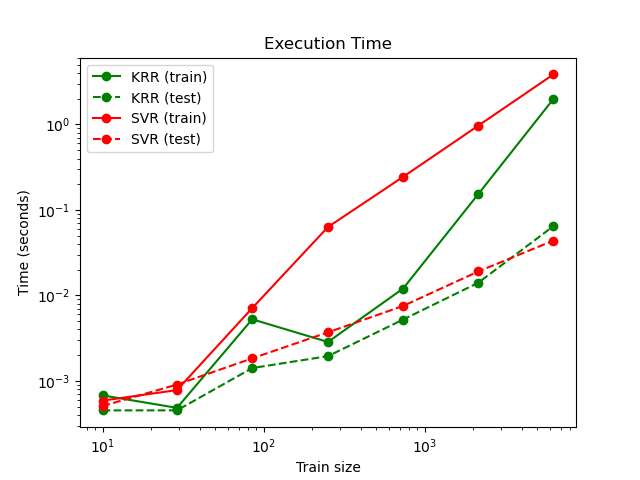 Execution Time
KRR (train)
KRR (test)
SVR (train)
SVR (test)
Time (seconds)
10⁰
10⁻¹
10⁻²
10⁻³
10¹
10²
10³
Train size